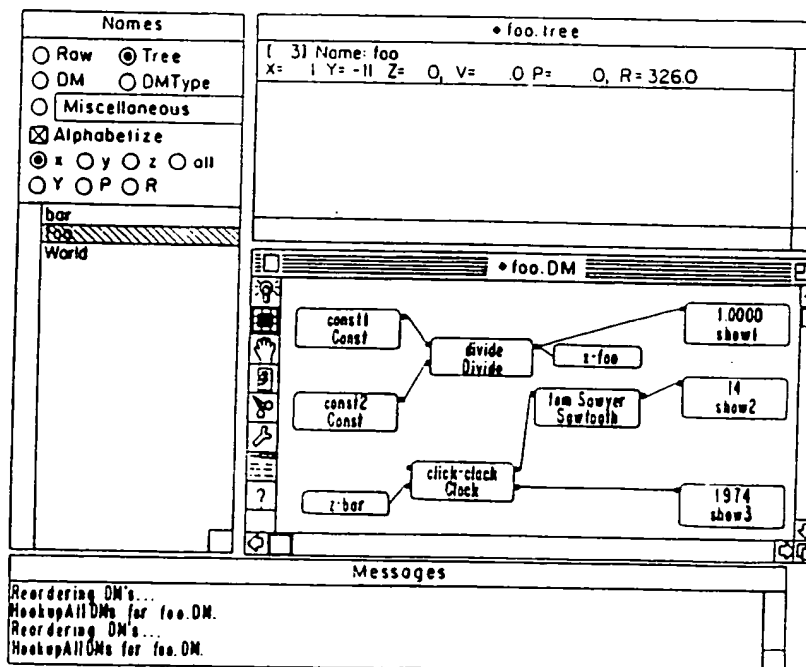 Names
Raw Tree
DM DMType
Miscellaneous
Alphabetize
x y z all
Y P R
bar
Foo
World
foo.tree
[ 3] Name: foo
X= 1 Y= -11 Z= 0, V= .0 P= .0, R= 326.0
foo.DM
const1
Const
divide
Divide
1.0000
show1
x-foo
const2
Const
tom Sawyer
Sawtooth
14
show2
click-clack
Clock
z-bar
1974
show3
?
Messages
Reordering DM's...
HookupAllDMs for foo.DM.
Reordering DM's...
HookupAllDMs for foo.DM.